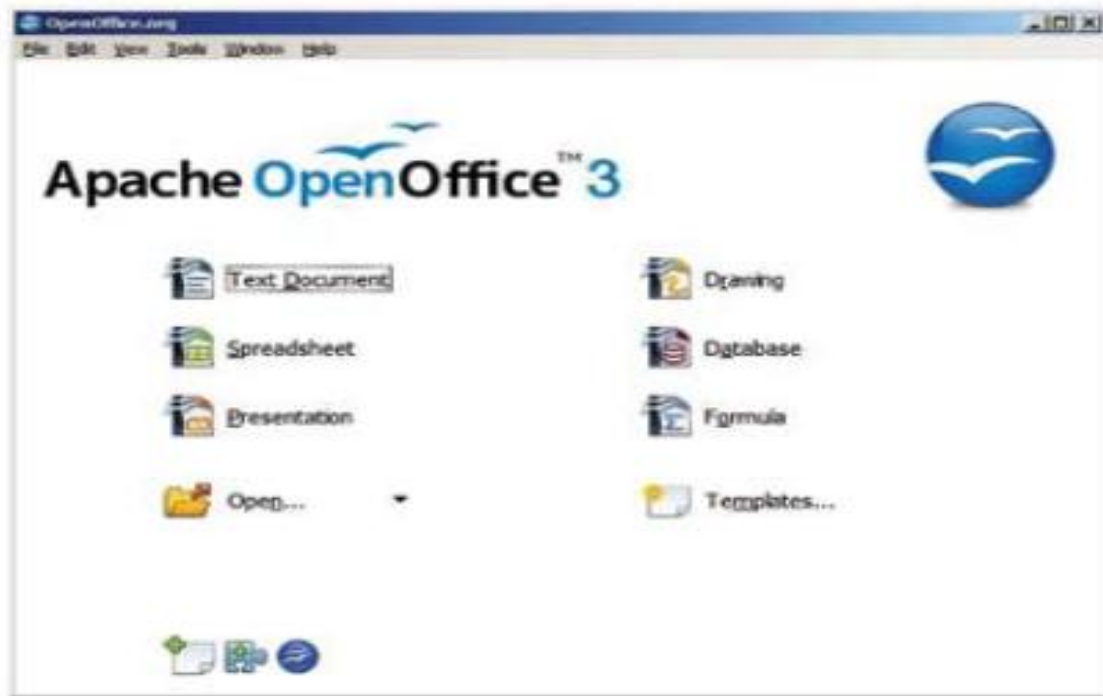 OpenOffice.org
File Edit View Tools Window Help
Apache OpenOffice™ 3
Text Document
Drawing
Spreadsheet
Database
Presentation
Formula
Open...
Templates...